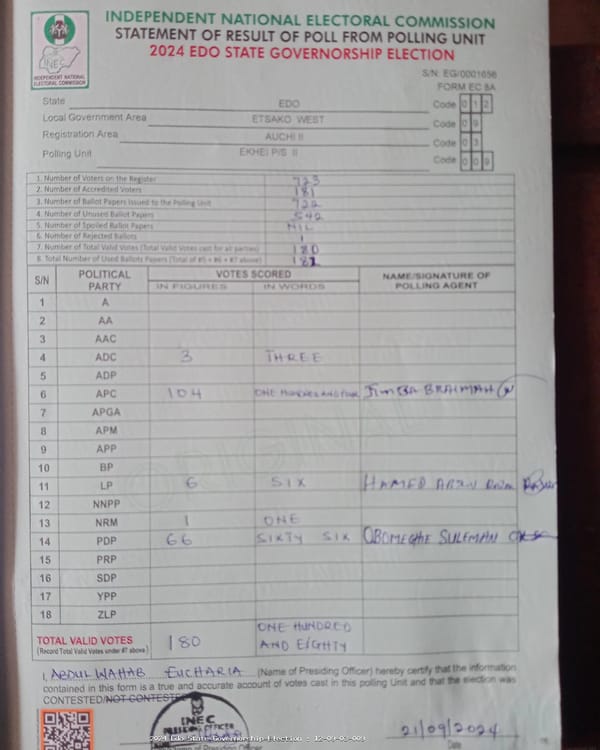 INDEPENDENT NATIONAL ELECTORAL COMMISSION
STATEMENT OF RESULT OF POLL FROM POLLING UNIT
2024 EDO STATE GOVERNORSHIP ELECTION
INEC
INDEPENDENT NATIONAL ELECTORAL COMMISSION
S/N: EG/0001656
FORM EC 8A
State EDO Code 0 1 2
Local Government Area ETSAKO WEST Code 0 9
Registration Area AUCHI II Code 0 3
Polling Unit EKHEI P/S II Code 0 0 9
1. Number of Voters on the Register 723
2. Number of Accredited Voters 181
3. Number of Ballot Papers Issued to the Polling Unit 722
4. Number of Unused Ballot Papers 542
5. Number of Spoiled Ballot Papers NIL
6. Number of Rejected Ballots 1
7. Number of Total Valid Votes (Total Valid Votes cast for all parties) 180
8. Total Number of Used Ballots Papers (Total of #5 + #6 + #7 above)
S/N POLITICAL PARTY VOTES SCORED NAME/SIGNATURE OF POLLING AGENT
IN FIGURES IN WORDS
1 A
2 AA
3 AAC
4 ADC 3 THREE
5 ADP
6 APC 104 ONE HUNDRED AND FOUR JIMBA BRAIMAH
7 APGA
8 APM
9 APP
10 BP
11 LP 6 SIX HAMED
12 NNPP
13 NRM 1 ONE
14 PDP 66 SIXTY SIX OBOMEGHE SULEMAN
15 PRP
16 SDP
17 YPP
18 ZLP
TOTAL VALID VOTES 180 ONE HUNDRED AND EIGHTY
(Record Total Valid Votes under #7 above)
I, ABDULWAHAB EUCHARIA (Name of Presiding Officer) hereby certify that the information
contained in this form is a true and accurate account of votes cast in this polling Unit and that the election was
CONTESTED/NOT CONTESTED
INEC
21/09/2024
2024 Edo State Governorship Election : 12-09-03-009
Date